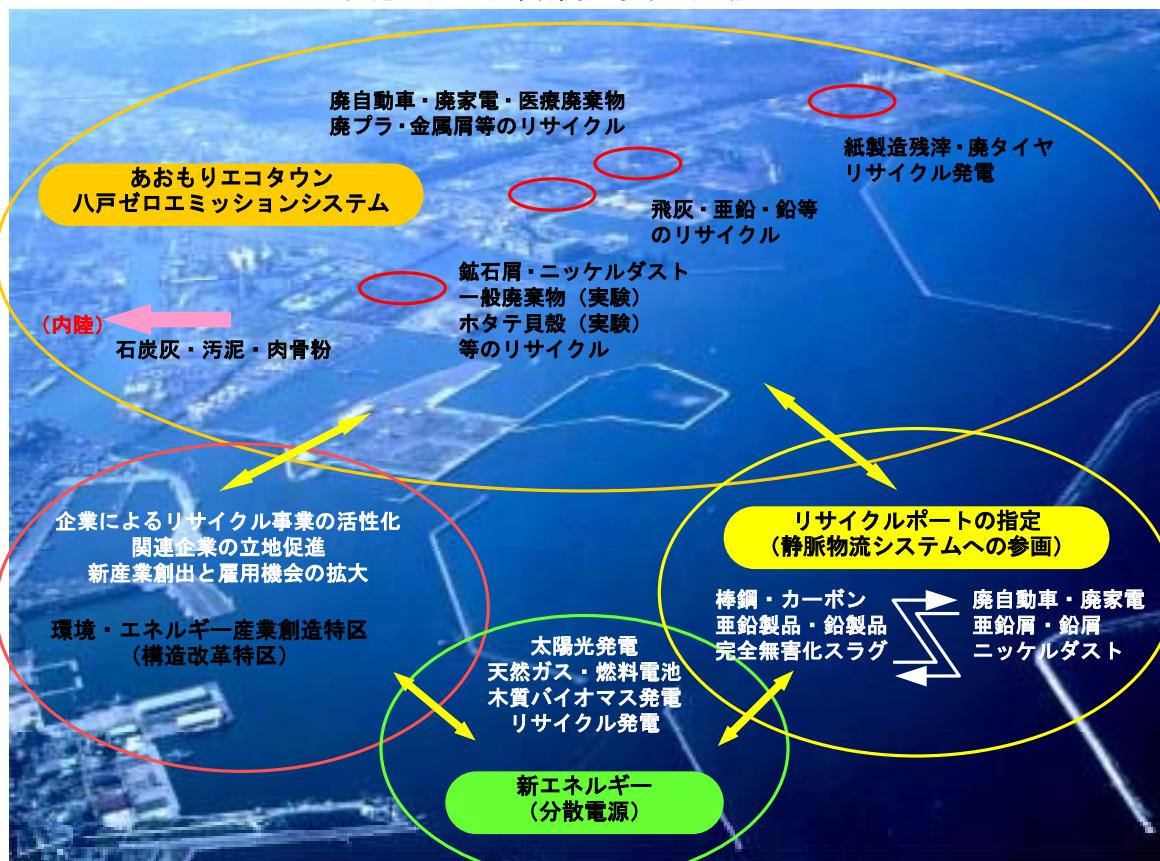 廃自動車・廃家電・医療廃棄物
廃プラ・金属屑等のリサイクル
紙製造残滓・廃タイヤ
リサイクル発電
あおもりエコタウン
八戸ゼロエミッションシステム
飛灰・亜鉛・鉛等
のリサイクル
鉱石屑・ニッケルダスト
一般廃棄物（実験）
ホタテ貝殻（実験）
等のリサイクル
（内陸）
石炭灰・汚泥・肉骨粉
企業によるリサイクル事業の活性化
関連企業の立地促進
新産業創出と雇用機会の拡大
環境・エネルギー産業創造特区
（構造改革特区）
リサイクルポートの指定
（静脈物流システムへの参画）
棒鋼・カーボン
亜鉛製品・鉛製品
完全無害化スラグ
廃自動車・廃家電
亜鉛屑・鉛屑
ニッケルダスト
太陽光発電
天然ガス・燃料電池
木質バイオマス発電
リサイクル発電
新エネルギー
（分散電源）